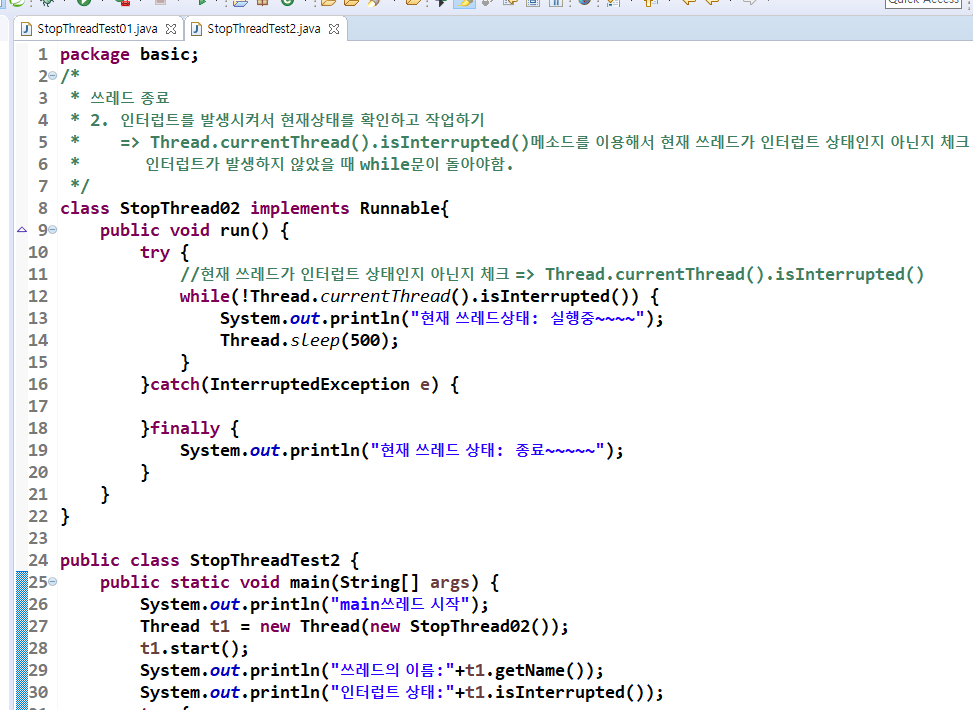 Quick Access
StopThreadTest01.java StopThreadTest2.java
1 package basic;
2 /*
3 * 쓰레드 종료
4 * 2. 인터럽트를 발생시켜서 현재상태를 확인하고 작업하기
5 * => Thread.currentThread().isInterrupted()메소드를 이용해서 현재 쓰레드가 인터럽트 상태인지 아닌지 체크
6 * 인터럽트가 발생하지 않았을 때 while문이 돌아야함.
7 */
8 class StopThread02 implements Runnable{
9 public void run() {
10 try {
11 //현재 쓰레드가 인터럽트 상태인지 아닌지 체크 => Thread.currentThread().isInterrupted()
12 while(!Thread.currentThread().isInterrupted()) {
13 System.out.println("현재 쓰레드상태: 실행중~~~~");
14 Thread.sleep(500);
15 }
16 }catch(InterruptedException e) {
17
18 }finally {
19 System.out.println("현재 쓰레드 상태: 종료~~~~~");
20 }
21 }
22 }
23
24 public class StopThreadTest2 {
25 public static void main(String[] args) {
26 System.out.println("main쓰레드 시작");
27 Thread t1 = new Thread(new StopThread02());
28 t1.start();
29 System.out.println("쓰레드의 이름:"+t1.getName());
30 System.out.println("인터럽트 상태:"+t1.isInterrupted());